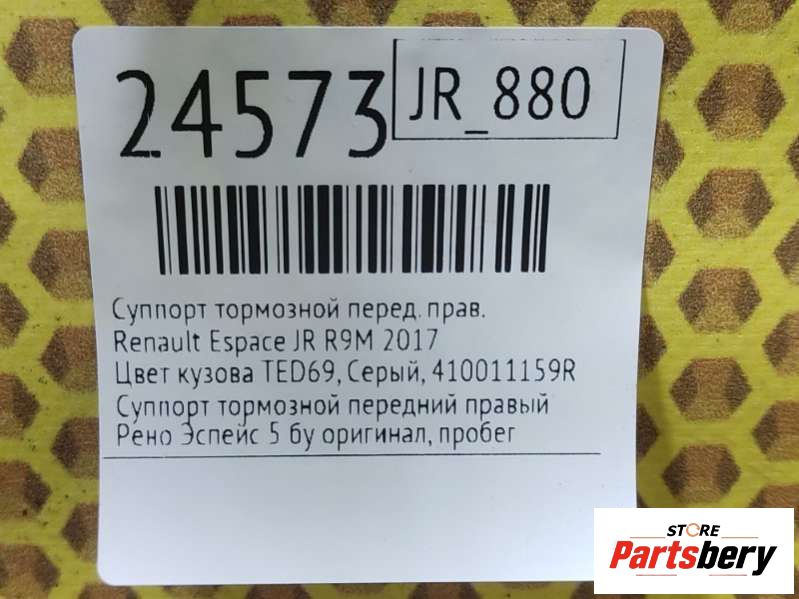 24573
JR_880
Суппорт тормозной перед. прав.
Renault Espace JR R9M 2017
Цвет кузова TED69, Серый, 410011159R
Суппорт тормозной передний правый
Рено Эспейс 5 бу оригинал, пробег
STORE
Partsbery